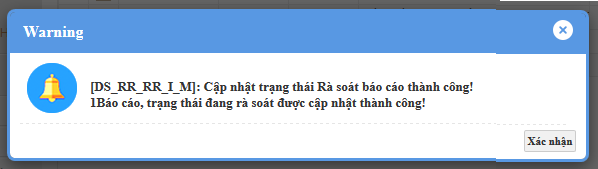 Warning
[DS_RR_RR_I_M]: Cập nhật trạng thái Rà soát báo cáo thành công!
1Báo cáo, trạng thái đang rà soát được cập nhật thành công!
Xác nhận